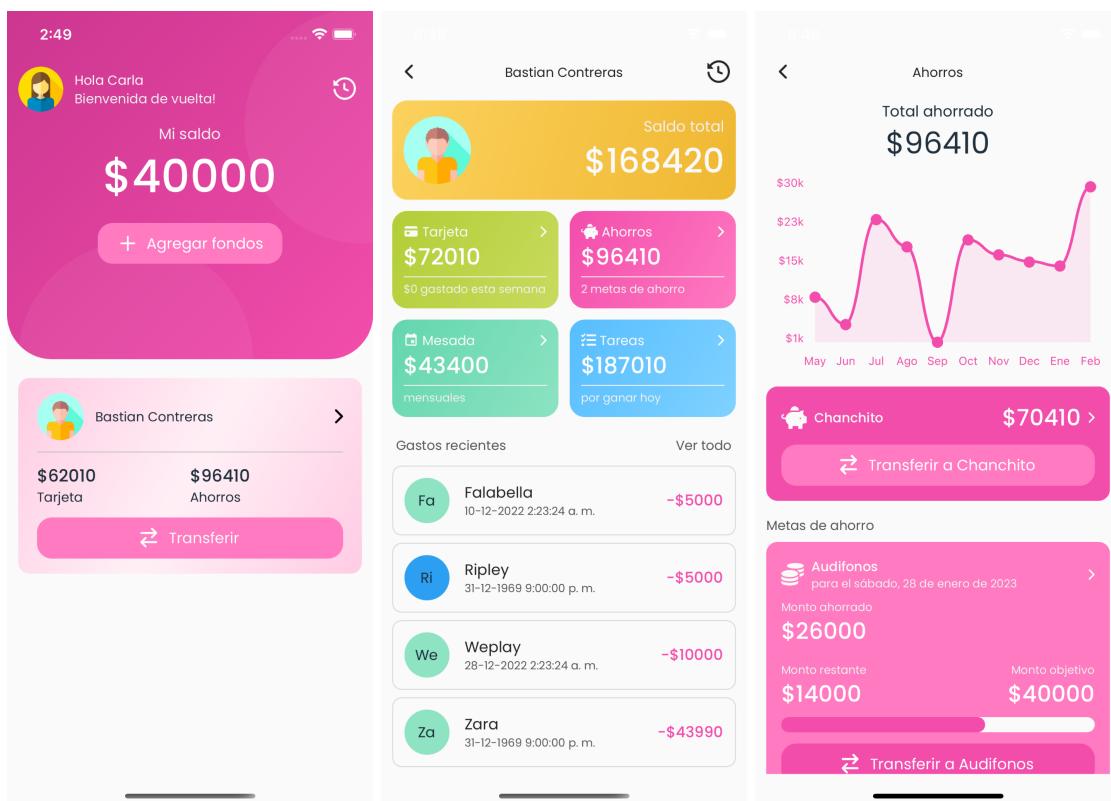 2:49
Hola Carla
Bienvenida de vuelta!
Mi saldo
$40000
+ Agregar fondos
Bastian Contreras
$62010 $96410
Tarjeta Ahorros
Transferir
Bastian Contreras
Saldo total
$168420
Tarjeta
$72010
$0 gastado esta semana
Ahorros
$96410
2 metas de ahorro
Mesada
$43400
mensuales
Tareas
$187010
por ganar hoy
Gastos recientes Ver todo
Fa
Falabella
10-12-2022 2:23:24 a. m.
-$5000
Ri
Ripley
31-12-1969 9:00:00 p. m.
-$5000
We
Weplay
28-12-2022 2:23:24 a. m.
-$10000
Za
Zara
31-12-1969 9:00:00 p. m.
-$43990
Ahorros
Total ahorrado
$96410
$30k
$23k
$15k
$8k
$1k
May Jun Jul Ago Sep Oct Nov Dec Ene Feb
Chanchito $70410
Transferir a Chanchito
Metas de ahorro
Audifonos
para el sábado, 28 de enero de 2023
Monto ahorrado
$26000
Monto restante Monto objetivo
$14000 $40000
Transferir a Audifonos